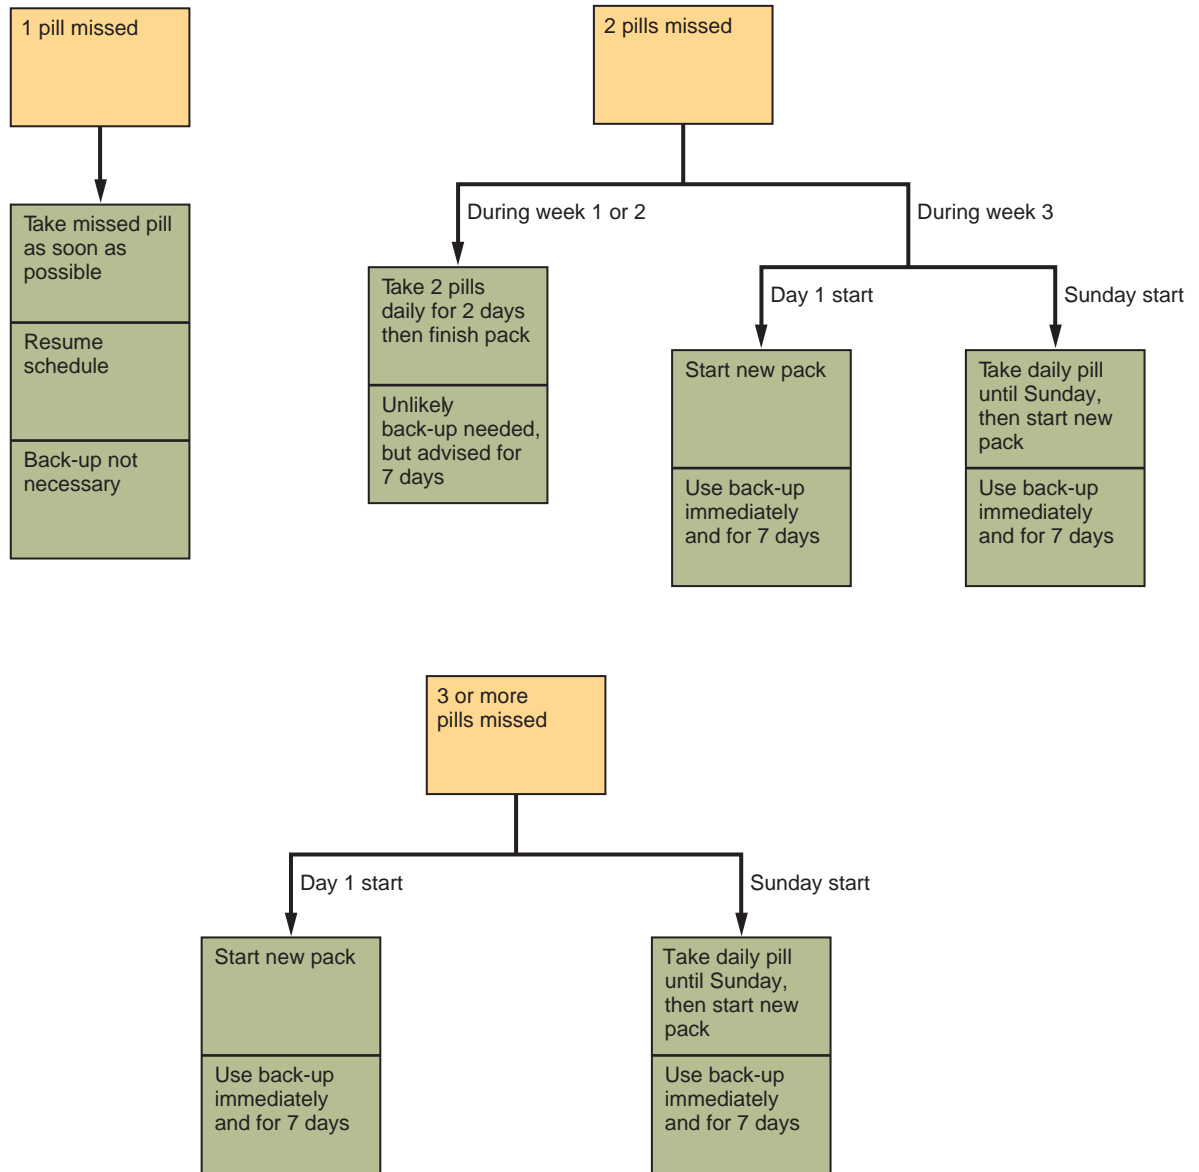 1 pill missed
Take missed pill
as soon as
possible
Resume
schedule
Back-up not
necessary
2 pills missed
During week 1 or 2
During week 3
Take 2 pills
daily for 2 days
then finish pack
Unlikely
back-up needed,
but advised for
7 days
Day 1 start
Sunday start
Start new pack
Use back-up
immediately
and for 7 days
Take daily pill
until Sunday,
then start new
pack
Use back-up
immediately
and for 7 days
3 or more
pills missed
Day 1 start
Sunday start
Start new pack
Use back-up
immediately
and for 7 days
Take daily pill
until Sunday,
then start new
pack
Use back-up
immediately
and for 7 days